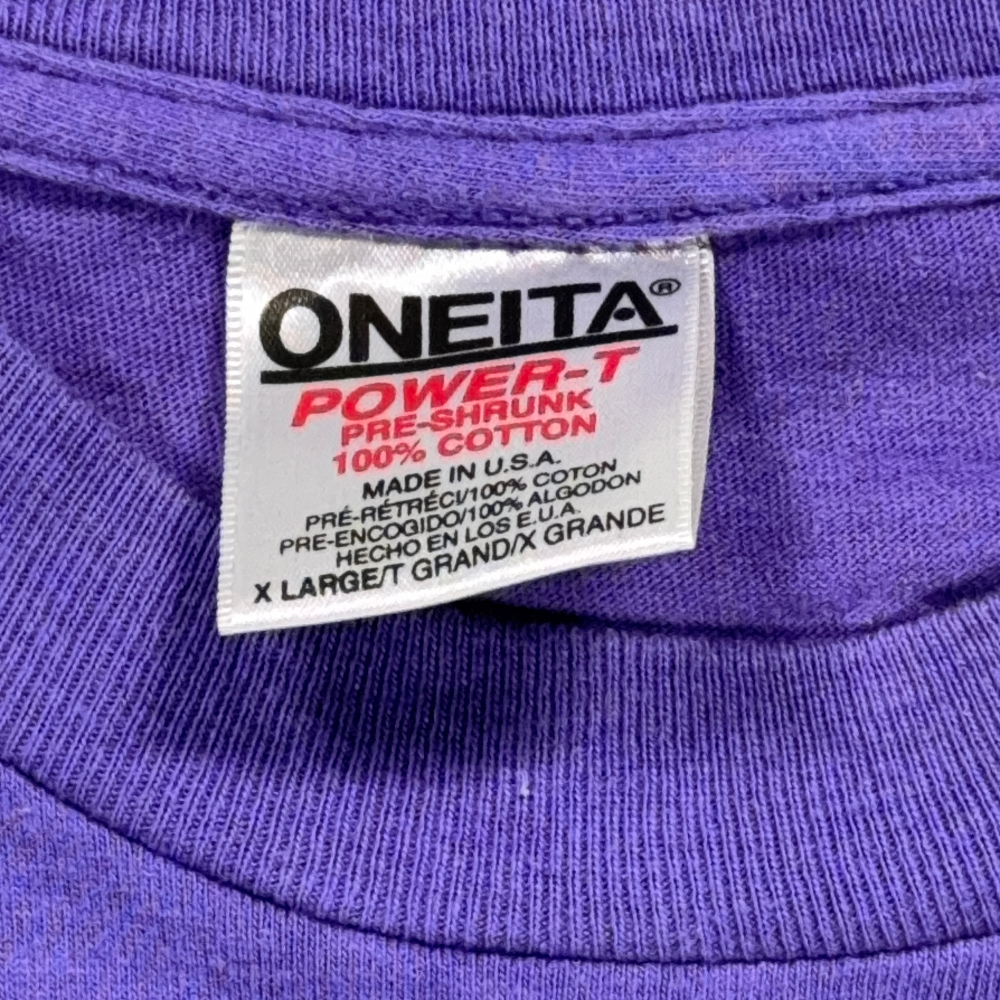 ONEITA®
POWER-T
PRE-SHRUNK
100% COTTON
MADE IN U.S.A.
PRÉ-RÉTRÉCI/100% COTON
PRE-ENCOGIDO/100% ALGODON
HECHO EN LOS E.U.A.
X LARGE/T GRAND/X GRANDE